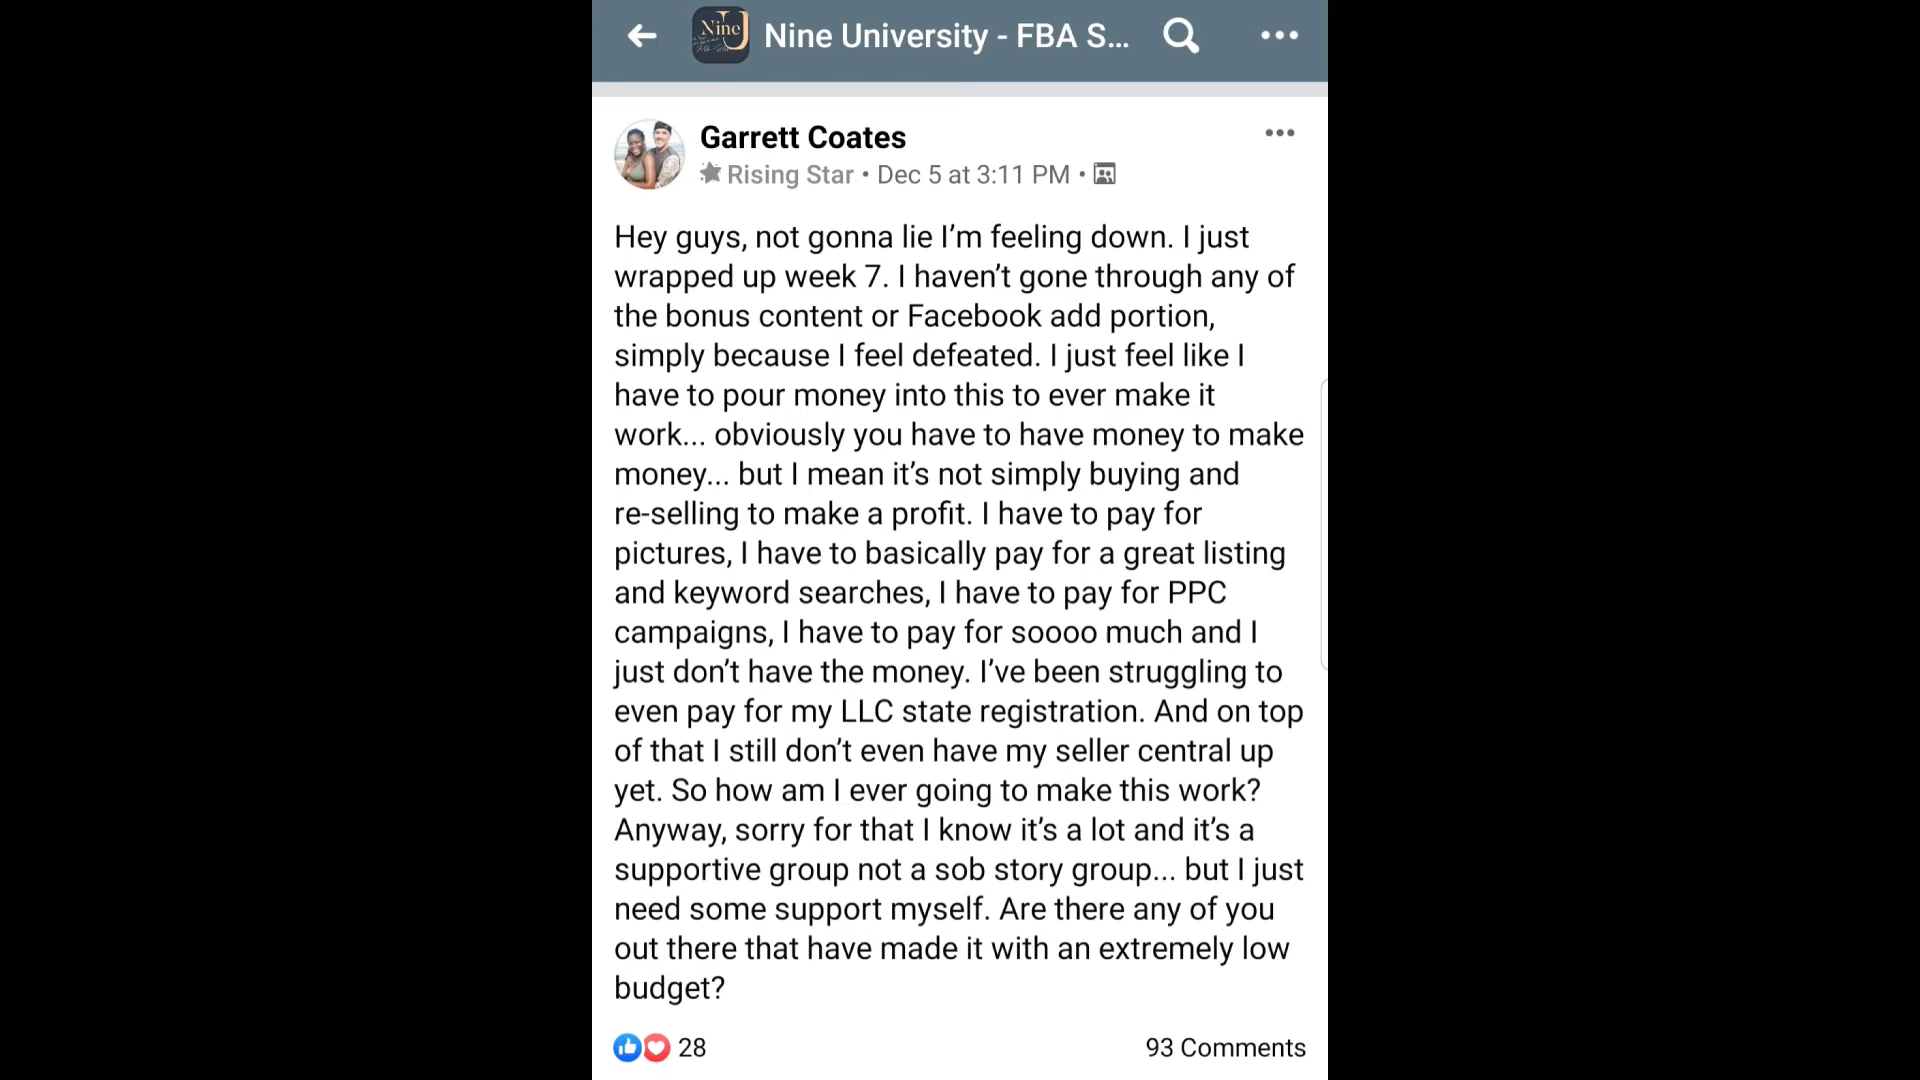 Nine
Nine University - FBA S...
Garrett Coates
Rising Star • Dec 5 at 3:11 PM •
Hey guys, not gonna lie I’m feeling down. I just
wrapped up week 7. I haven’t gone through any of
the bonus content or Facebook add portion,
simply because I feel defeated. I just feel like I
have to pour money into this to ever make it
work... obviously you have to have money to make
money... but I mean it’s not simply buying and
re-selling to make a profit. I have to pay for
pictures, I have to basically pay for a great listing
and keyword searches, I have to pay for PPC
campaigns, I have to pay for soooo much and I
just don’t have the money. I’ve been struggling to
even pay for my LLC state registration. And on top
of that I still don’t even have my seller central up
yet. So how am I ever going to make this work?
Anyway, sorry for that I know it’s a lot and it’s a
supportive group not a sob story group... but I just
need some support myself. Are there any of you
out there that have made it with an extremely low
budget?
28
93 Comments